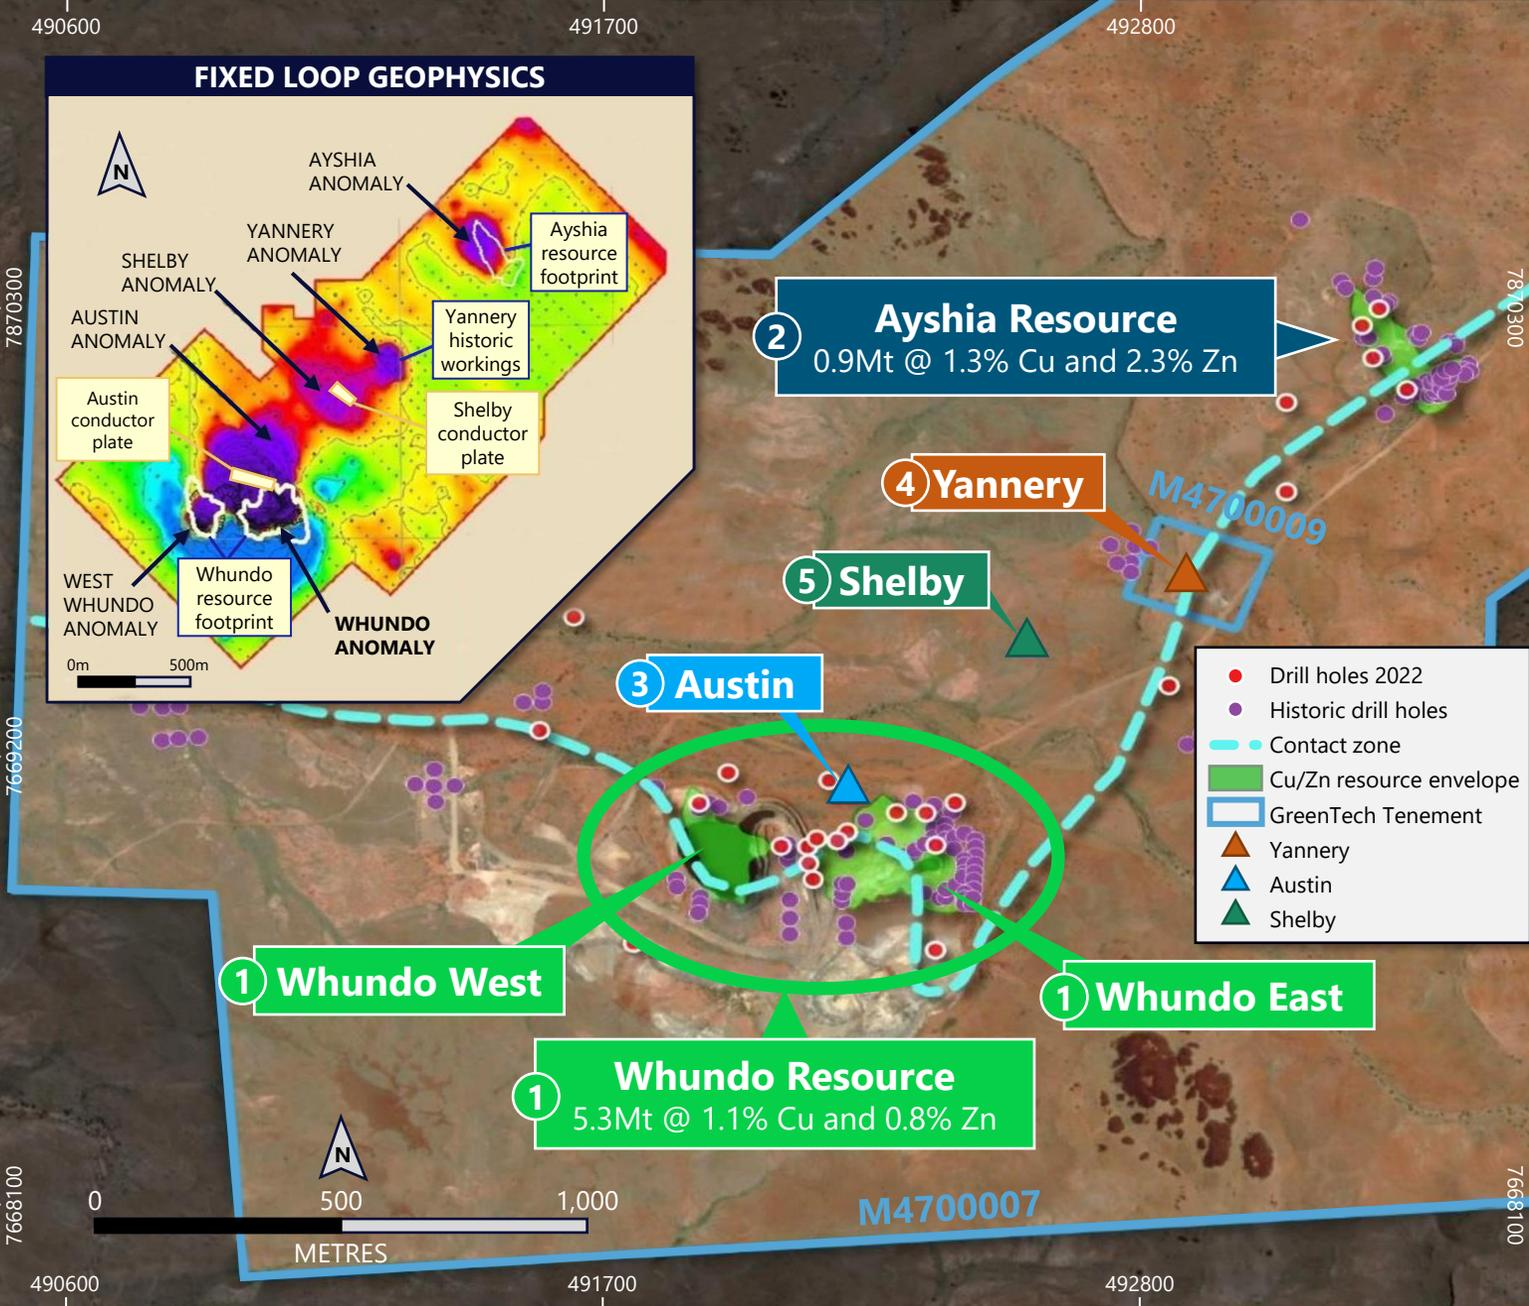 490600
491700
492800
FIXED LOOP GEOPHYSICS
N
AYSHIA
ANOMALY
YANNERY
ANOMALY
SHELBY
ANOMALY
AUSTIN
ANOMALY
Ayshia
resource
footprint
Yannery
historic
workings
Austin
conductor
plate
Shelby
conductor
plate
WEST
WHUNDO
ANOMALY
Whundo
resource
footprint
WHUNDO
ANOMALY
0m
500m
7870300
7870300
7669200
2
Ayshia Resource
0.9Mt @ 1.3% Cu and 2.3% Zn
4 Yannery
M4700009
5 Shelby
3 Austin
Drill holes 2022
Historic drill holes
Contact zone
Cu/Zn resource envelope
GreenTech Tenement
Yannery
Austin
Shelby
1 Whundo West
1 Whundo East
1
Whundo Resource
5.3Mt @ 1.1% Cu and 0.8% Zn
N
0
500
1,000
METRES
M4700007
7668100
7668100
490600
491700
492800